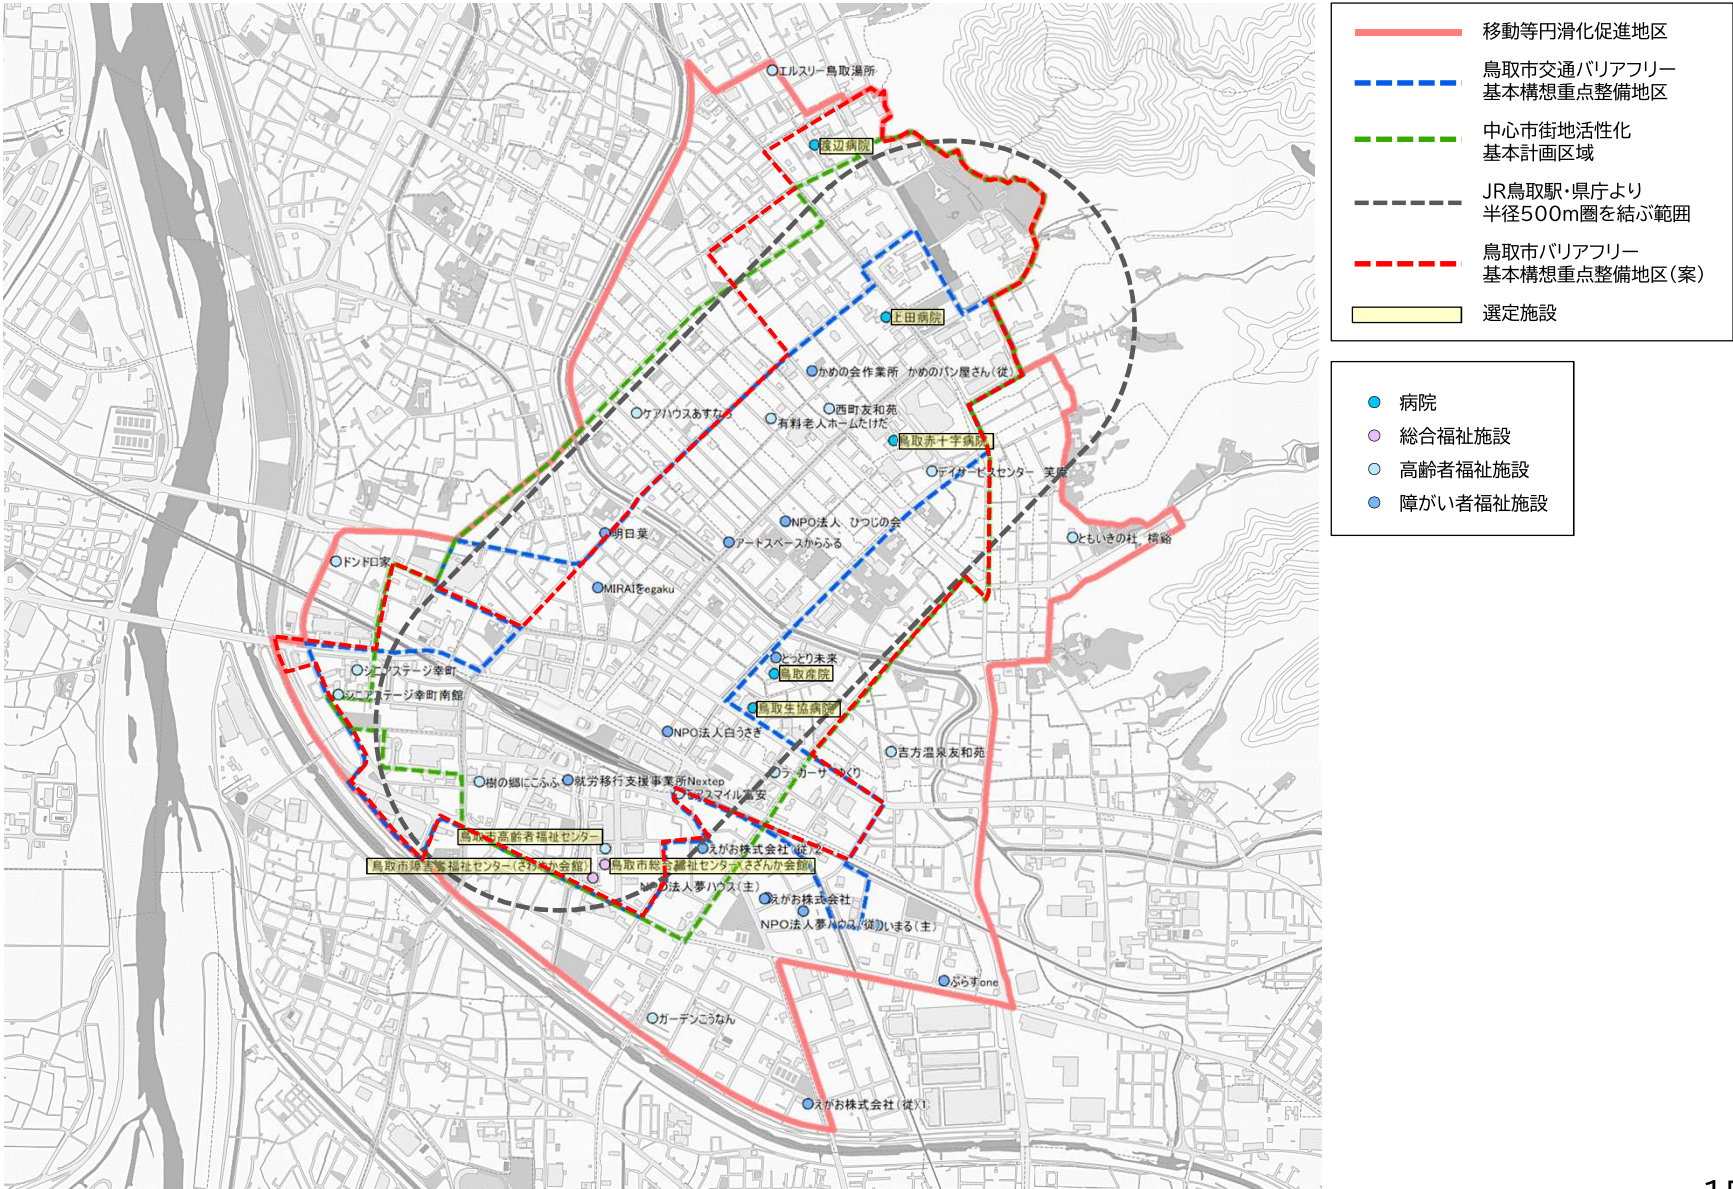 移動等円滑化促進地区
鳥取市交通バリアフリー
基本構想重点整備地区
中心市街地活性化
基本計画区域
JR鳥取駅・県庁より
半径500m圏を結ぶ範囲
鳥取市バリアフリー
基本構想重点整備地区(案)
選定施設
病院
総合福祉施設
高齢者福祉施設
障がい者福祉施設
エルスリー鳥取湯所
渡辺病院
上田病院
かめの会作業所 かめのパン屋さん(従)
ケアハウスあすなろ
西町友和苑
有料老人ホームたけだ
鳥取赤十字病院
デイサービスセンター 笑庵
NPO法人 ひつじの会
明日葉
アートスペースからふる
ともいきの杜 樗谿
ドンドロ家
MIRAIをegaku
とっとり未来
シニアステージ幸町
鳥取産院
シニアステージ幸町南館
鳥取生協病院
NPO法人白うさぎ
吉方温泉友和苑
樹の郷にこふふ
就労移行支援事業所Nextep
鳥取市高齢者福祉センター
えがお株式会社(従)2
鳥取市障害者福祉センター(さわやか会館)
鳥取市総合福祉センター(さざんか会館)
NPO法人夢ハウス(主)
えがお株式会社
NPO法人夢ハウス(従)
いまる(主)
ぷらすone
ガーデンこうなん
えがお株式会社(従)1